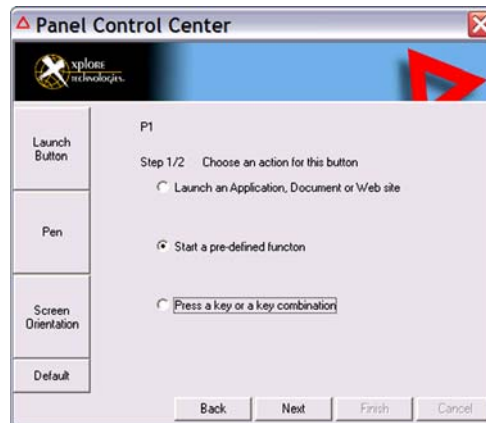 Panel Control Center
xplore
technologies.
Launch
Button
Pen
Screen
Orientation
Default
P1
Step 1/2 Choose an action for this button
Launch an Application, Document or Web site
Start a pre-defined functon
Press a key or a key combination
Back Next Finish Cancel